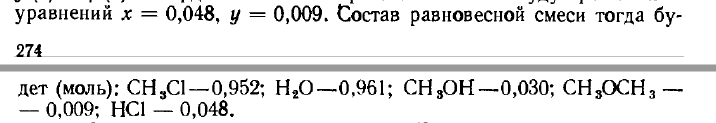 уравнений x = 0,048, y = 0,009. Состав равновесной смеси тогда бу-
274
дет (моль): CH₃Cl—0,952; H₂O—0,961; CH₃OH—0,030; CH₃OCH₃ —
— 0,009; HCl — 0,048.